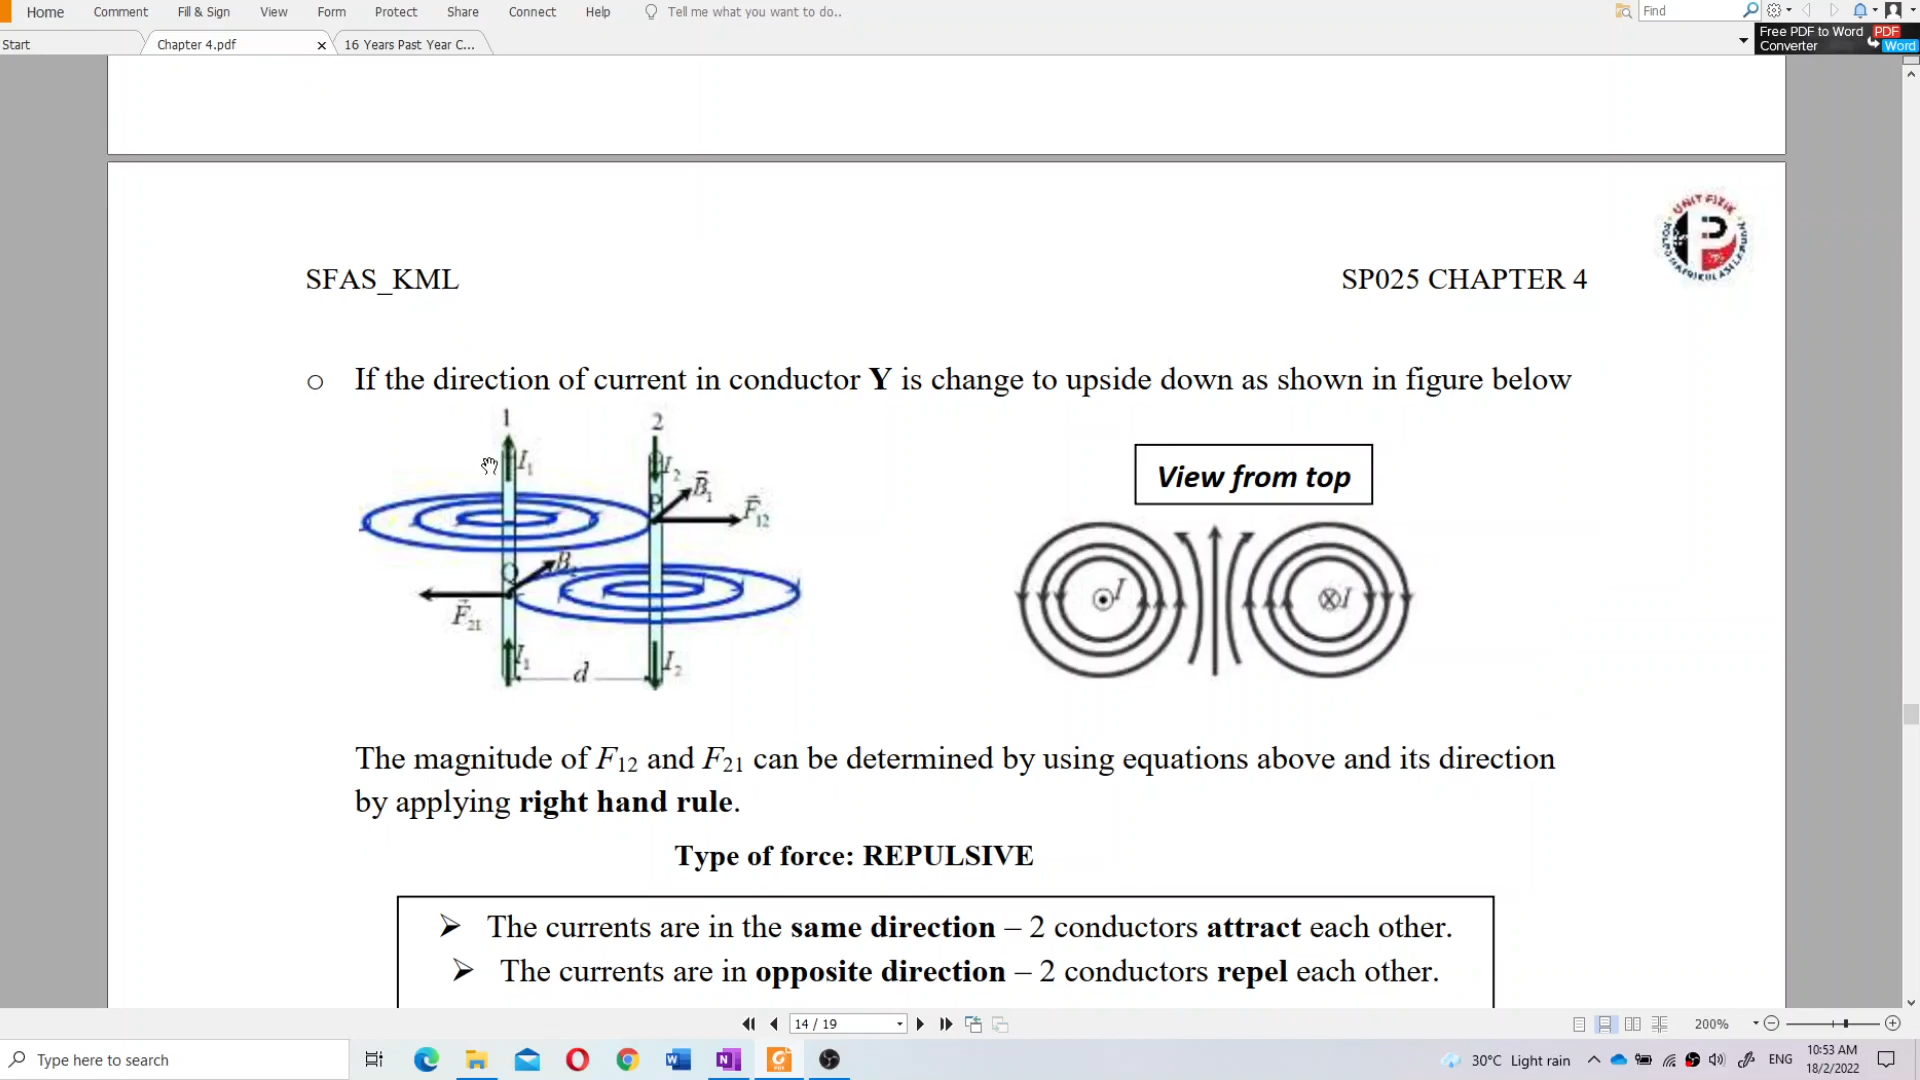 Home Comment Fill & Sign View Form Protect Share Connect Help Tell me what you want to do.. Find
Start Chapter 4.pdf x 16 Years Past Year C... Free PDF to Word Converter PDF Word
UNIT FIZIK
SFAS_KML SP025 CHAPTER 4
o If the direction of current in conductor Y is change to upside down as shown in figure below
1 2
I1 I2
B1
P F12
View from top
Q B2
F21
I I
I1 d I2
The magnitude of F12 and F21 can be determined by using equations above and its direction
by applying right hand rule.
Type of force: REPULSIVE
➢ The currents are in the same direction – 2 conductors attract each other.
➢ The currents are in opposite direction – 2 conductors repel each other.
14 / 19 200%
Type here to search 30°C Light rain ENG 10:53 AM
18/2/2022